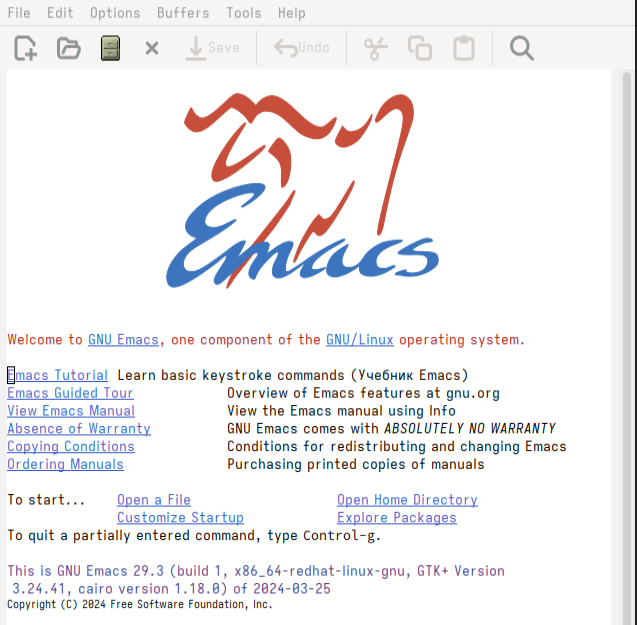 File Edit Options Buffers Tools Help
Save Undo
Emacs
Welcome to GNU Emacs, one component of the GNU/Linux operating system.
Emacs Tutorial Learn basic keystroke commands (Учебник Emacs)
Emacs Guided Tour Overview of Emacs features at gnu.org
View Emacs Manual View the Emacs manual using Info
Absence of Warranty GNU Emacs comes with ABSOLUTELY NO WARRANTY
Copying Conditions Conditions for redistributing and changing Emacs
Ordering Manuals Purchasing printed copies of manuals
To start... Open a File Open Home Directory
Customize Startup Explore Packages
To quit a partially entered command, type Control-g.
This is GNU Emacs 29.3 (build 1, x86_64-redhat-linux-gnu, GTK+ Version
3.24.41, cairo version 1.18.0) of 2024-03-25
Copyright (C) 2024 Free Software Foundation, Inc.